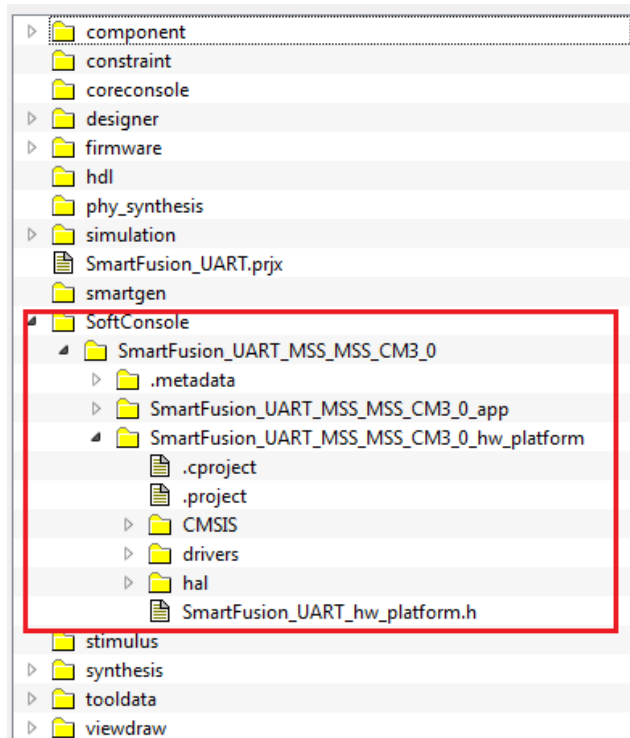 component
constraint
coreconsole
designer
firmware
hdl
phy_synthesis
simulation
SmartFusion_UART.prjx
smartgen
SoftConsole
SmartFusion_UART_MSS_MSS_CM3_0
.metadata
SmartFusion_UART_MSS_MSS_CM3_0_app
SmartFusion_UART_MSS_MSS_CM3_0_hw_platform
.cproject
.project
CMSIS
drivers
hal
SmartFusion_UART_hw_platform.h
stimulus
synthesis
tooldata
viewdraw